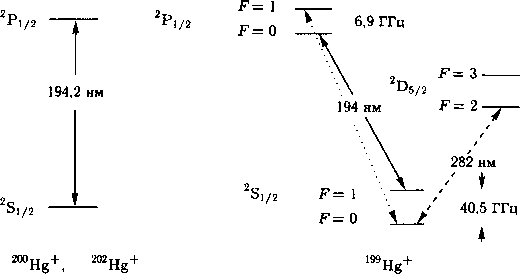 ²P₁/₂
194,2 нм
²S₁/₂
²⁰⁰Hg⁺, ²⁰²Hg⁺
²P₁/₂
F = 1
F = 0
6,9 ГГц
²D₅/₂
F = 3
F = 2
194 нм
282 нм
²S₁/₂
F = 1
F = 0
40,5 ГГц
¹⁹⁹Hg⁺